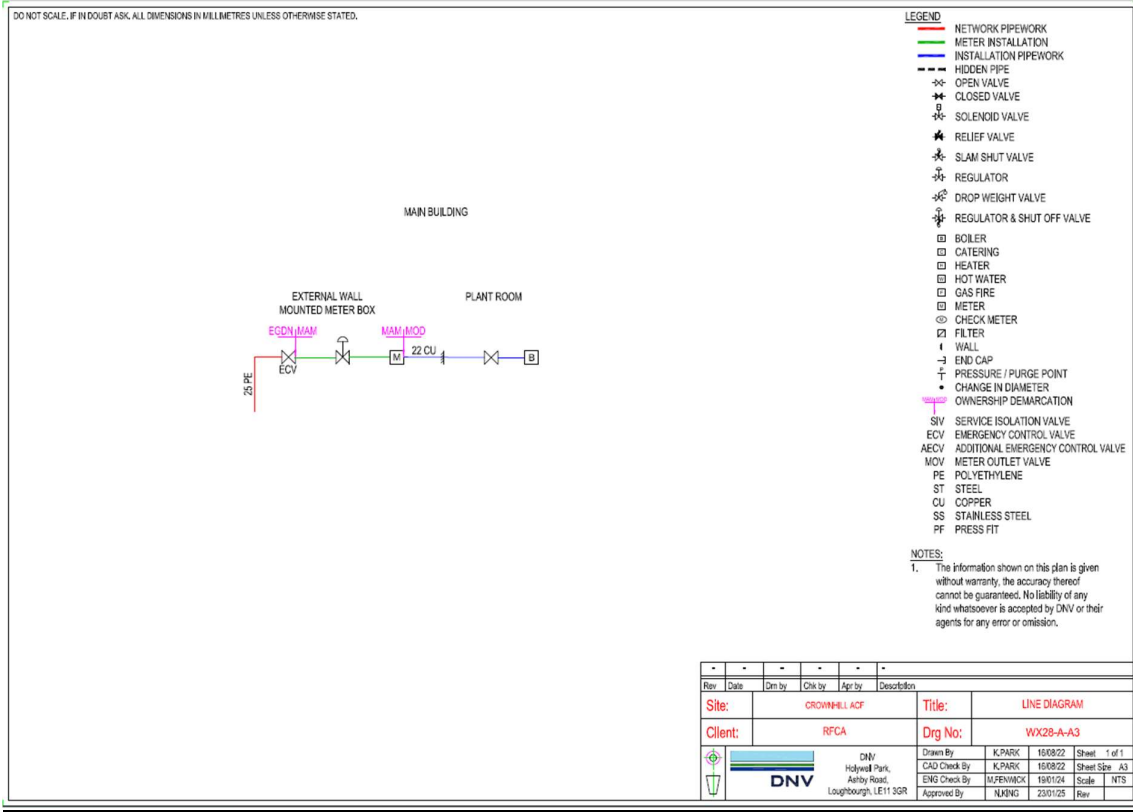 DO NOT SCALE. IF IN DOUBT ASK. ALL DIMENSIONS IN MILLIMETRES UNLESS OTHERWISE STATED.
MAIN BUILDING
EXTERNAL WALL
MOUNTED METER BOX
PLANT ROOM
EGDN MAM
MAM MOD
ECV
M
22 CU
B
25 PE
LEGEND
NETWORK PIPEWORK
METER INSTALLATION
INSTALLATION PIPEWORK
HIDDEN PIPE
OPEN VALVE
CLOSED VALVE
SOLENOID VALVE
RELIEF VALVE
SLAM SHUT VALVE
REGULATOR
DROP WEIGHT VALVE
REGULATOR & SHUT OFF VALVE
BOILER
CATERING
HEATER
HOT WATER
GAS FIRE
METER
CHECK METER
FILTER
WALL
END CAP
P PRESSURE / PURGE POINT
CHANGE IN DIAMETER
OWNERSHIP DEMARCATION
SIV SERVICE ISOLATION VALVE
ECV EMERGENCY CONTROL VALVE
AECV ADDITIONAL EMERGENCY CONTROL VALVE
MOV METER OUTLET VALVE
PE POLYETHYLENE
ST STEEL
CU COPPER
SS STAINLESS STEEL
PF PRESS FIT
NOTES:
1. The information shown on this plan is given
without warranty, the accuracy thereof
cannot be guaranteed. No liability of any
kind whatsoever is accepted by DNV or their
agents for any error or omission.
- - - - - -
Rev Date Drn by Chk by Apr by Description
Site: CROWNHILL ACF Title: LINE DIAGRAM
Client: RFCA Drg No: WX28-A-A3
DNV
DNV
Holywell Park,
Ashby Road,
Loughbourgh, LE11 3GR
Drawn By K.PARK 16/08/22 Sheet 1 of 1
CAD Check By K.PARK 16/08/22 Sheet Size A3
ENG Check By M.FENWICK 19/01/24 Scale NTS
Approved By N.KING 23/01/25 Rev